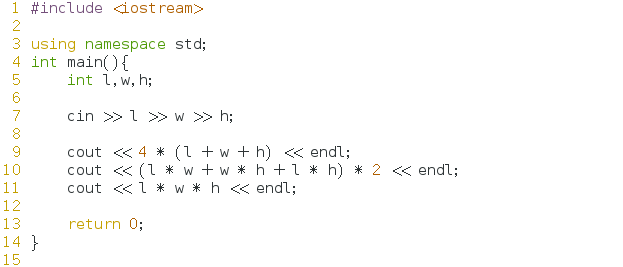 1 #include <iostream>
2
3 using namespace std;
4 int main(){
5     int l,w,h;
6
7     cin >> l >> w >> h;
8
9     cout << 4 * (l + w + h) << endl;
10     cout << (l * w + w * h + l * h) * 2 << endl;
11     cout << l * w * h << endl;
12
13     return 0;
14 }
15